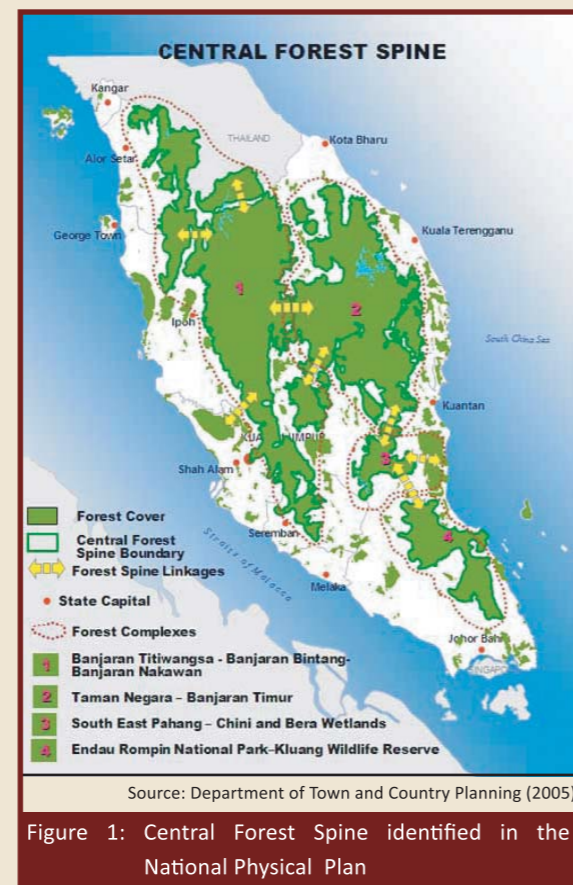 CENTRAL FOREST SPINE
Kangar
THAILAND
Kota Bharu
Alor Setar
Kuala Terengganu
George Town
1
2
Ipoh
South China Sea
Kuantan
KUALA LUMPUR
3
Shah Alam
Forest Cover
Central Forest
Spine Boundary
Seremban
4
Forest Spine Linkages
Straits of Malacca
Melaka
State Capital
Forest Complexes
Johor Bah
SINGAPO
1 Banjaran Titiwangsa - Banjaran Bintang-
Banjaran Nakawan
2 Taman Negara – Banjaran Timur
3 South East Pahang – Chini and Bera Wetlands
4 Endau Rompin National Park–Kluang Wildlife Reserve
Source: Department of Town and Country Planning (2005)
Figure 1: Central Forest Spine identified in the
National Physical Plan